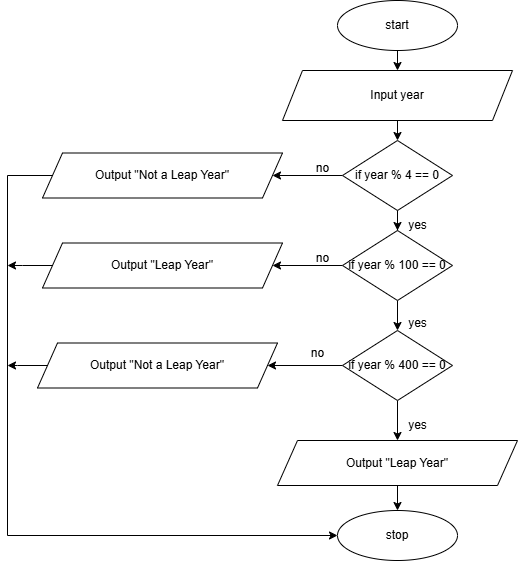 start
Input year
if year % 4 == 0
no
Output "Not a Leap Year"
yes
if year % 100 == 0
no
Output "Leap Year"
yes
if year % 400 == 0
no
Output "Not a Leap Year"
yes
Output "Leap Year"
stop